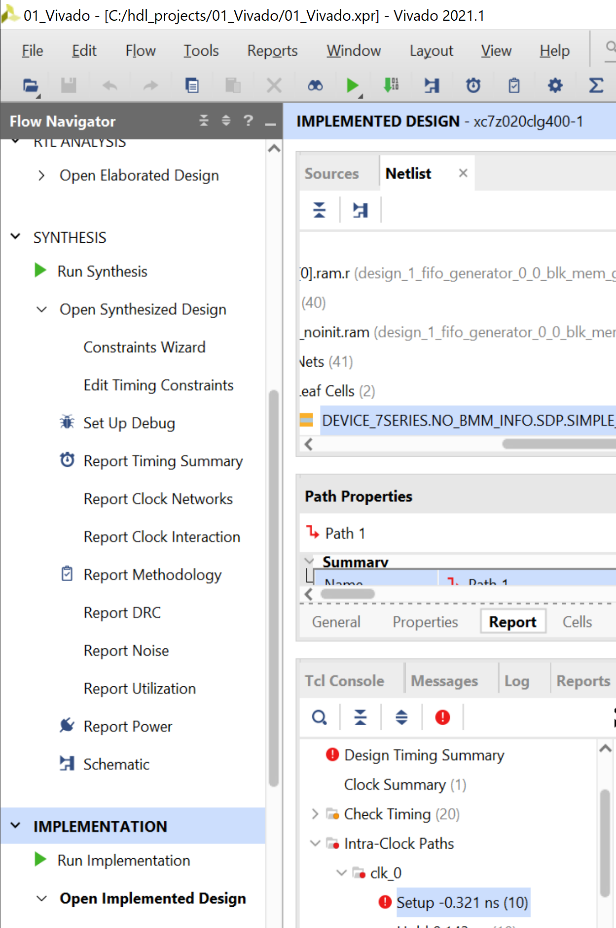 01_Vivado - [C:/hdl_projects/01_Vivado/01_Vivado.xpr] - Vivado 2021.1
File Edit Flow Tools Reports Window Layout View Help
Flow Navigator
IMPLEMENTED DESIGN - xc7z020clg400-1
RTL ANALYSIS
Open Elaborated Design
SYNTHESIS
Run Synthesis
Open Synthesized Design
Constraints Wizard
Edit Timing Constraints
Set Up Debug
Report Timing Summary
Report Clock Networks
Report Clock Interaction
Report Methodology
Report DRC
Report Noise
Report Utilization
Report Power
Schematic
IMPLEMENTATION
Run Implementation
Open Implemented Design
Sources Netlist
0].ram.r (design_1_fifo_generator_0_0_blk_mem_g
(40)
_noinit.ram (design_1_fifo_generator_0_0_blk_mem
Nets (41)
Leaf Cells (2)
DEVICE_7SERIES.NO_BMM_INFO.SDP.SIMPLE_
Path Properties
Path 1
Summary
Name Path 1
General Properties Report Cells
Tcl Console Messages Log Reports
Design Timing Summary
Clock Summary (1)
Check Timing (20)
Intra-Clock Paths
clk_0
Setup -0.321 ns (10)